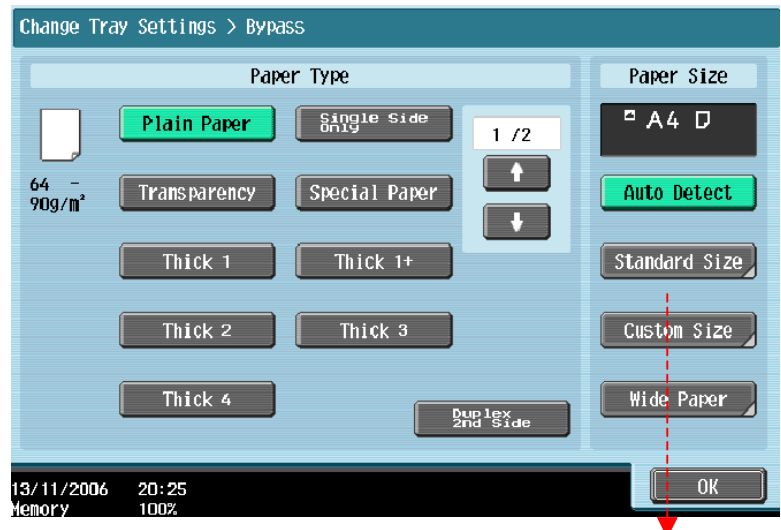 Change Tray Settings > Bypass
Paper Type
Plain Paper
Single Side
Only
1 /2
64 -
90g/m²
Transparency
Special Paper
Thick 1
Thick 1+
Thick 2
Thick 3
Thick 4
Duplex
2nd Side
Paper Size
A4
Auto Detect
Standard Size
Custom Size
Wide Paper
OK
13/11/2006 20:25
Memory 100%